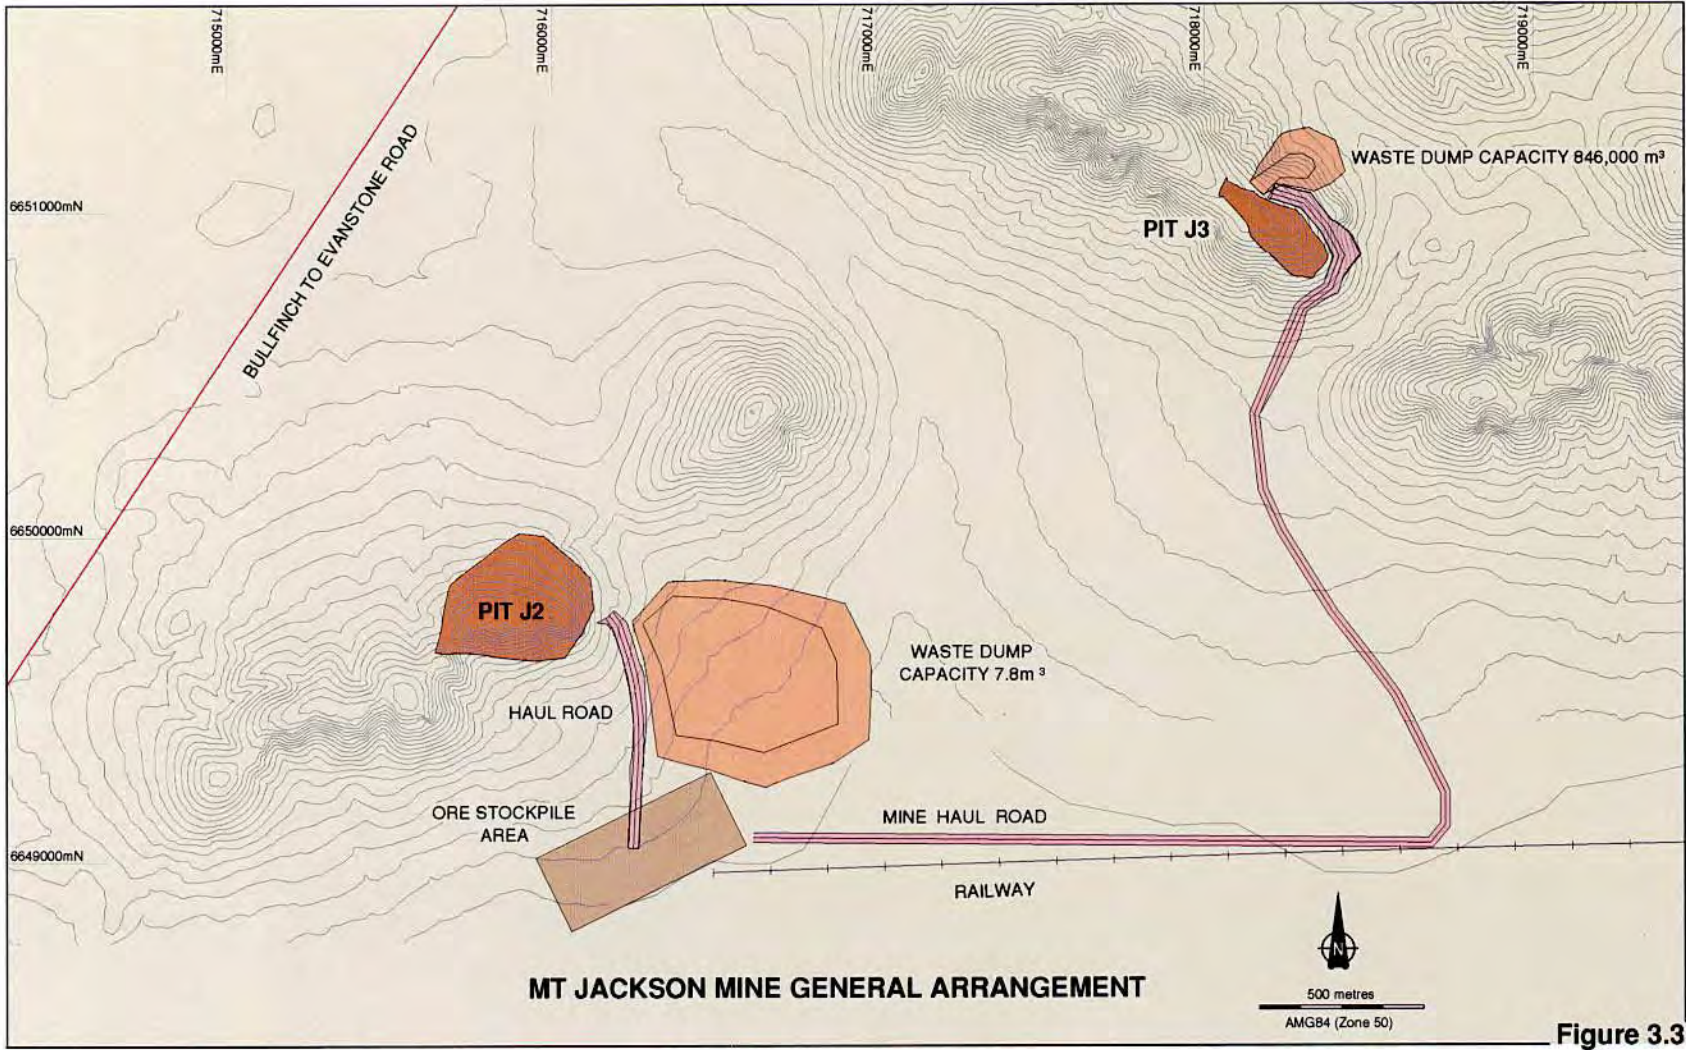 715000mE
716000mE
717000mE
718000mE
719000mE
BULLFINCH TO EVANSTONE ROAD
WASTE DUMP CAPACITY 846,000 m³
6651000mN
PIT J3
6650000mN
PIT J2
WASTE DUMP
CAPACITY 7.8m ³
HAUL ROAD
ORE STOCKPILE
AREA
MINE HAUL ROAD
6649000mN
RAILWAY
N
MT JACKSON MINE GENERAL ARRANGEMENT
500 metres
AMG84 (Zone 50)
Figure 3.3